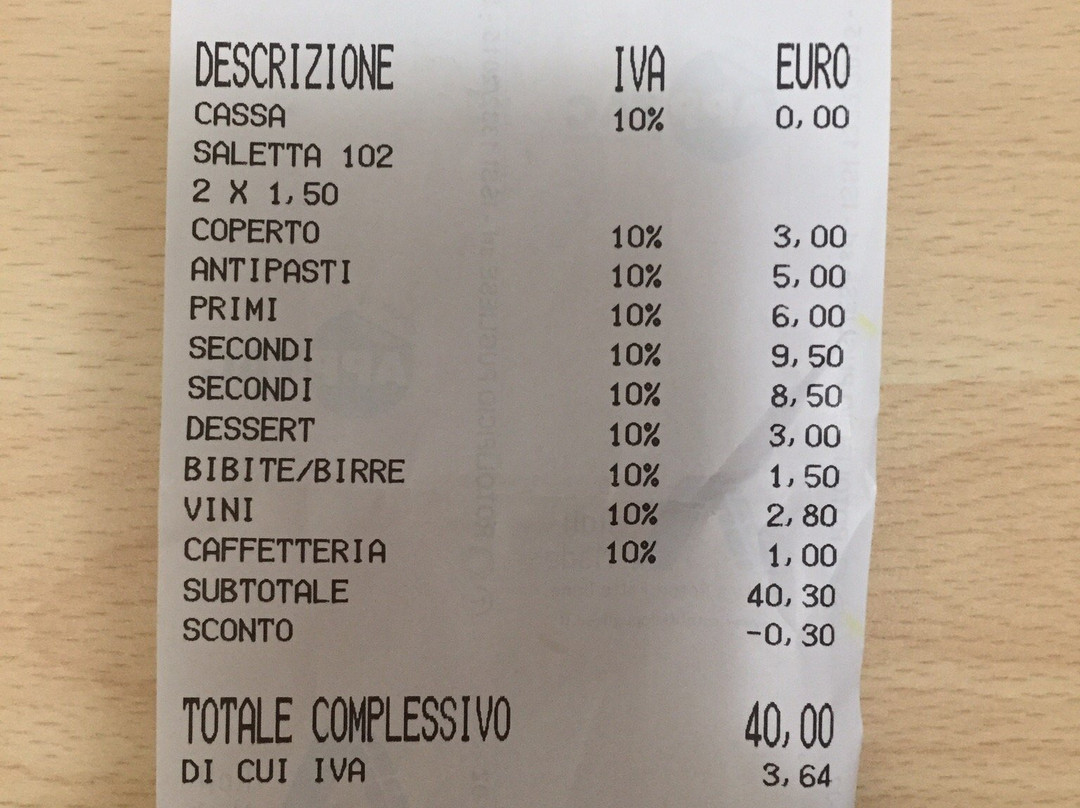 DESCRIZIONE IVA EURO
CASSA 10% 0,00
SALETTA 102
2 X 1,50
COPERTO 10% 3,00
ANTIPASTI 10% 5,00
PRIMI 10% 6,00
SECONDI 10% 9,50
SECONDI 10% 8,50
DESSERT 10% 3,00
BIBITE/BIRRE 10% 1,50
VINI 10% 2,80
CAFFETTERIA 10% 1,00
SUBTOTALE 40,30
SCONTO -0,30
TOTALE COMPLESSIVO 40,00
DI CUI IVA 3,64